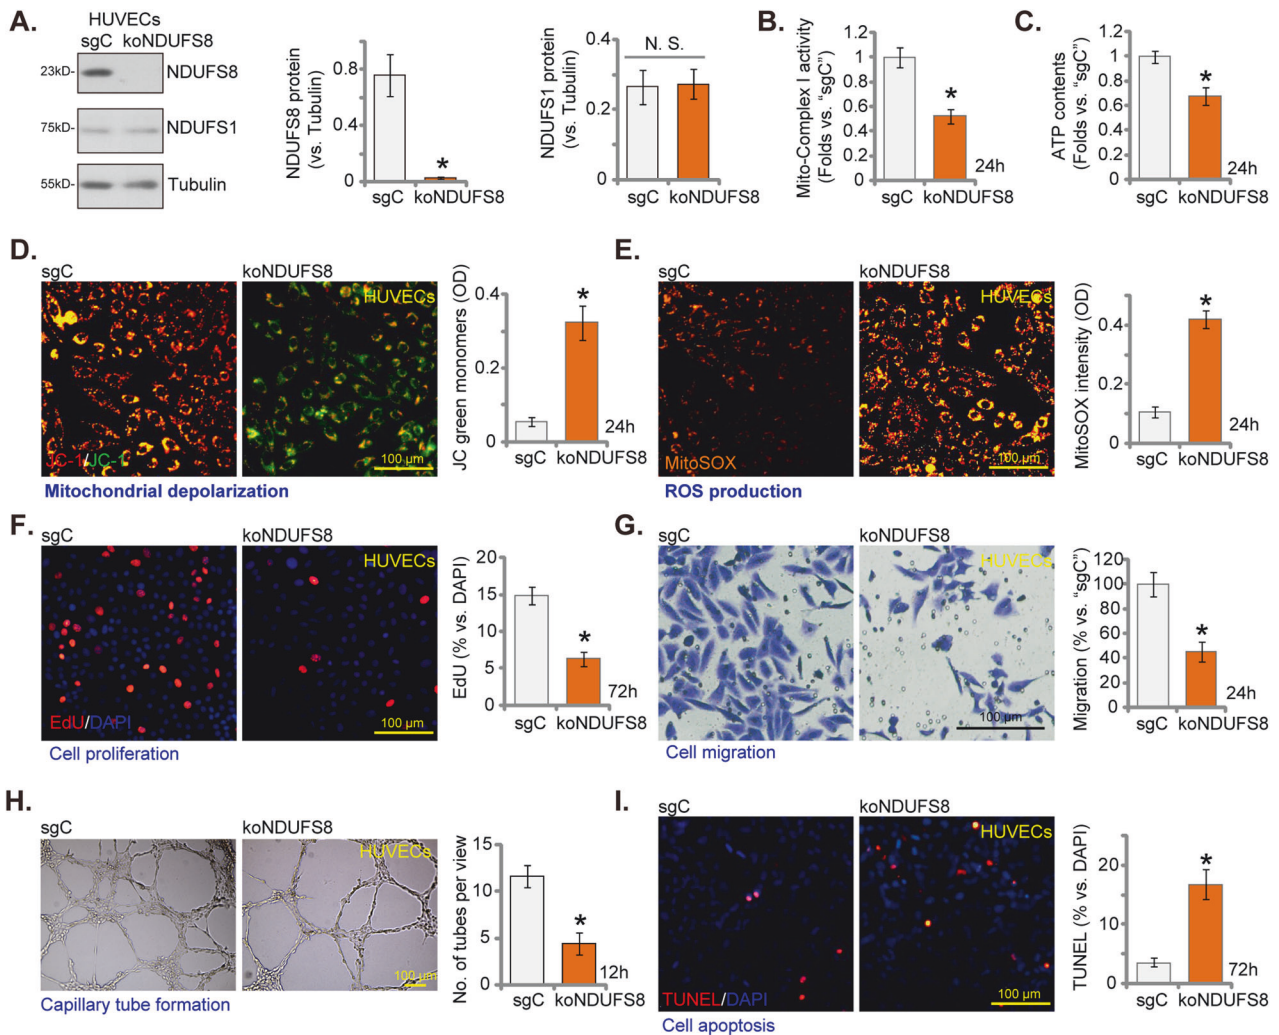 A.
HUVECs
sgC koNDUFS8
23kD- NDUFS8
75kD- NDUFS1
55kD- Tubulin
NDUFS8 protein
(vs. Tubulin)
0.8
0.4
0
*
sgC koNDUFS8
NDUFS1 protein
(vs. Tubulin)
0.4
0.2
0
N. S.
sgC koNDUFS8
B.
Mito-Complex I activity
(Folds vs. “sgC”)
1.2
1
0.8
0.6
0.4
0.2
0
*
24h
sgC koNDUFS8
C.
ATP contents
(Folds vs. “sgC”)
1.2
1
0.8
0.6
0.4
0.2
0
*
24h
sgC koNDUFS8
D.
sgC
koNDUFS8
HUVECs
JC-1/JC-1
100 µm
Mitochondrial depolarization
JC green monomers (OD)
0.4
0.2
0
*
24h
sgC koNDUFS8
E.
sgC
koNDUFS8
HUVECs
MitoSOX
100 µm
ROS production
MitoSOX intensity (OD)
0.4
0.2
0
*
24h
sgC koNDUFS8
F.
sgC
koNDUFS8
HUVECs
EdU/DAPI
100 µm
Cell proliferation
EdU (% vs. DAPI)
20
15
10
5
0
*
72h
sgC koNDUFS8
G.
sgC
koNDUFS8
HUVECs
100 µm
Cell migration
Migration (% vs. “sgC”)
120
100
80
60
40
20
0
*
24h
sgC koNDUFS8
H.
sgC
koNDUFS8
HUVECs
100 µm
Capillary tube formation
No. of tubes per view
15
10
5
0
*
12h
sgC koNDUFS8
I.
sgC
koNDUFS8
HUVECs
TUNEL/DAPI
100 µm
Cell apoptosis
TUNEL (% vs. DAPI)
20
10
0
*
72h
sgC koNDUFS8